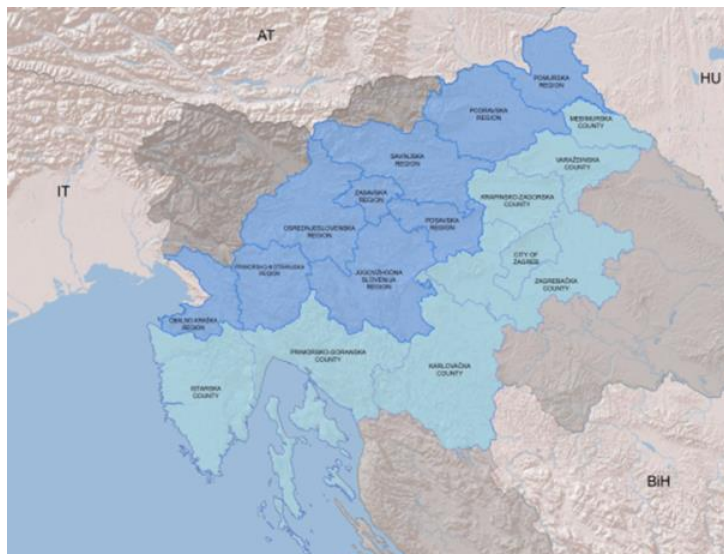 AT
HU
POMURSKA
REGION
PODRAVSKA
REGION
MEĐIMURSKA
COUNTY
SAVINJSKA
REGION
VARAŽDINSKA
COUNTY
IT
ZASAVSKA
REGION
KRAPINSKO-ZAGORSKA
COUNTY
POSAVSKA
REGION
OSREDNJESLOVENSKA
REGION
CITY OF
ZAGREB
PRIMORSKO-NOTRANJSKA
REGION
JUGOVZHODNA
SLOVENIJA
REGION
ZAGREBAČKA
COUNTY
OBALNO-KRAŠKA
REGION
PRIMORSKO-GORANSKA
COUNTY
KARLOVAČKA
COUNTY
ISTARSKA
COUNTY
BiH